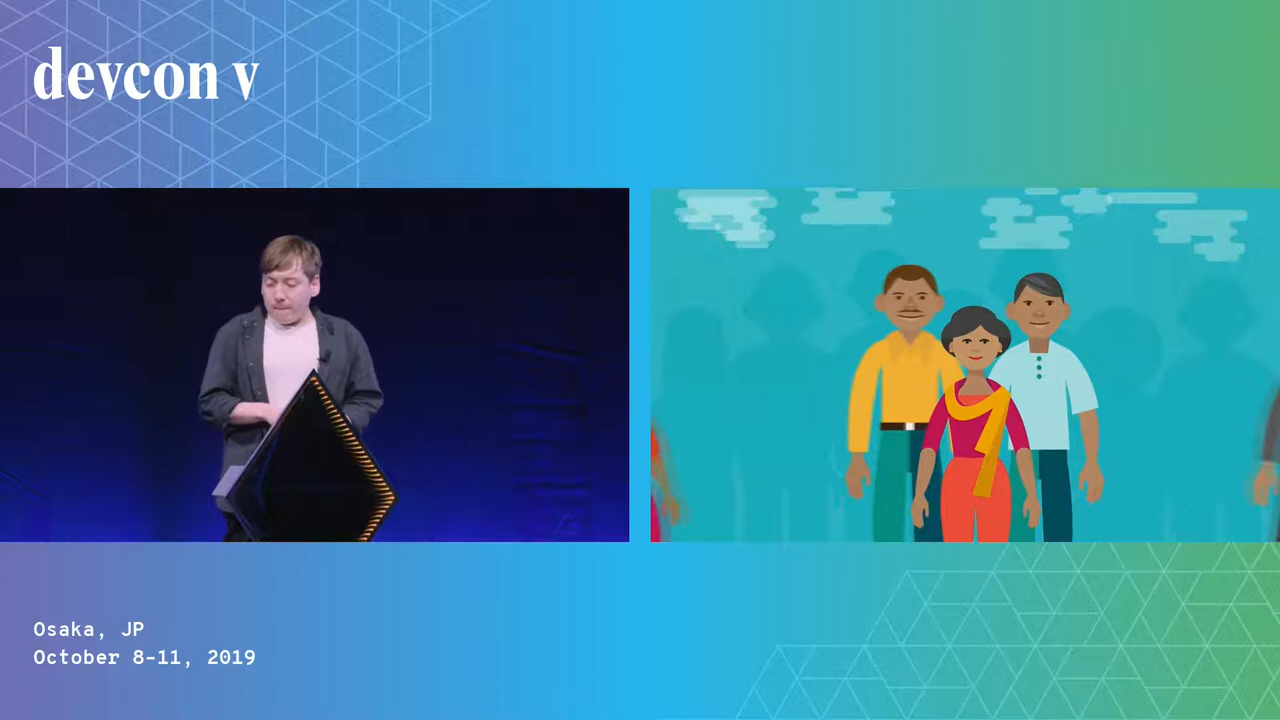 devcon v
Osaka, JP
October 8-11, 2019